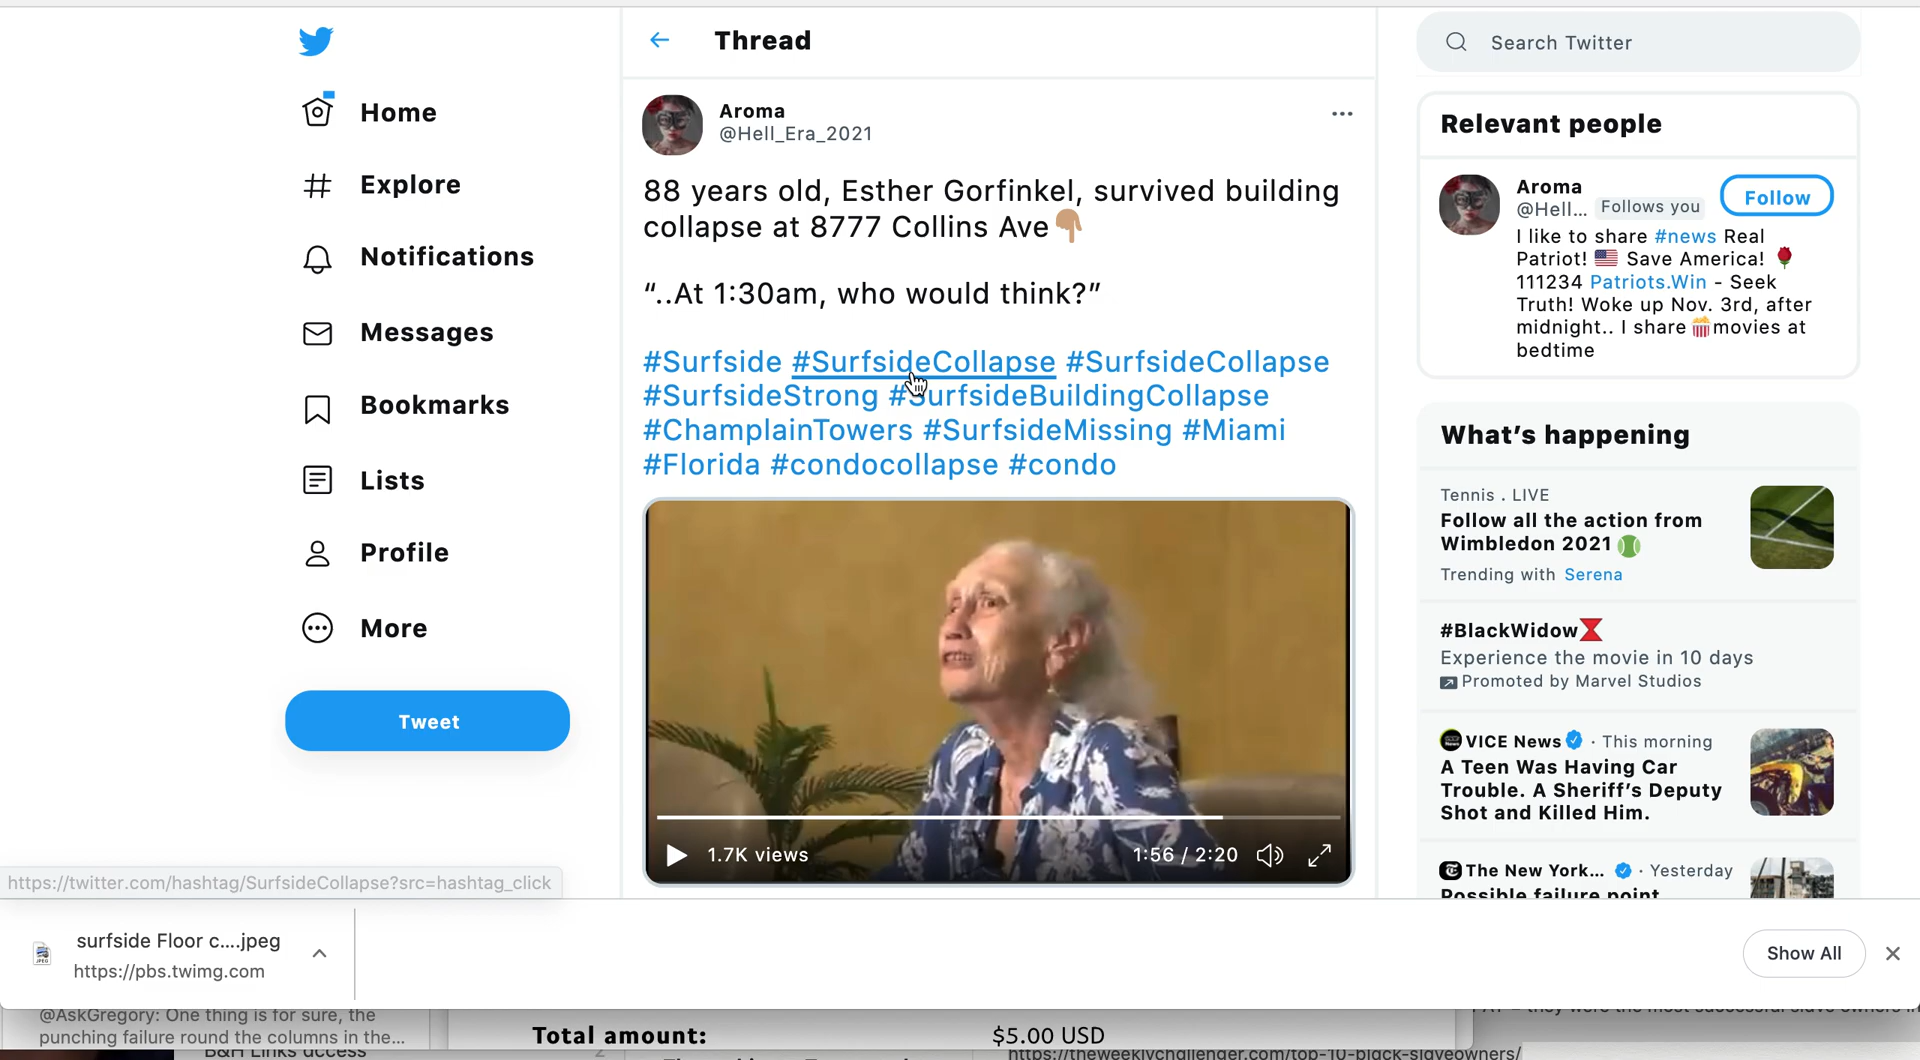 Thread
Search Twitter
Home
Explore
Notifications
Messages
Bookmarks
Lists
Profile
More
Tweet
Aroma
@Hell_Era_2021
88 years old, Esther Gorfinkel, survived building
collapse at 8777 Collins Ave👇🏽
“..At 1:30am, who would think?”
#Surfside #SurfsideCollapse #SurfsideCollapse
#SurfsideStrong #SurfsideBuildingCollapse
#ChamplainTowers #SurfsideMissing #Miami
#Florida #condocollapse #condo
1.7K views
1:56 / 2:20
Relevant people
Aroma
@Hell... Follows you
Follow
I like to share #news Real
Patriot! 🇺🇸 Save America! 🌹
111234 Patriots.Win - Seek
Truth! Woke up Nov. 3rd, after
midnight.. I share 🍿movies at
bedtime
What’s happening
Tennis . LIVE
Follow all the action from
Wimbledon 2021
Trending with Serena
#BlackWidow
Experience the movie in 10 days
Promoted by Marvel Studios
VICE News · This morning
A Teen Was Having Car
Trouble. A Sheriff’s Deputy
Shot and Killed Him.
The New York... · Yesterday
Possible failure point
https://twitter.com/hashtag/SurfsideCollapse?src=hashtag_click
surfside Floor c....jpeg
https://pbs.twimg.com
Show All
@AskGregory: One thing is for sure, the
punching failure round the columns in the...
B&H Links access
Total amount:
$5.00 USD
https://theweeklychallenger.com/top-10-black-slaveowners/